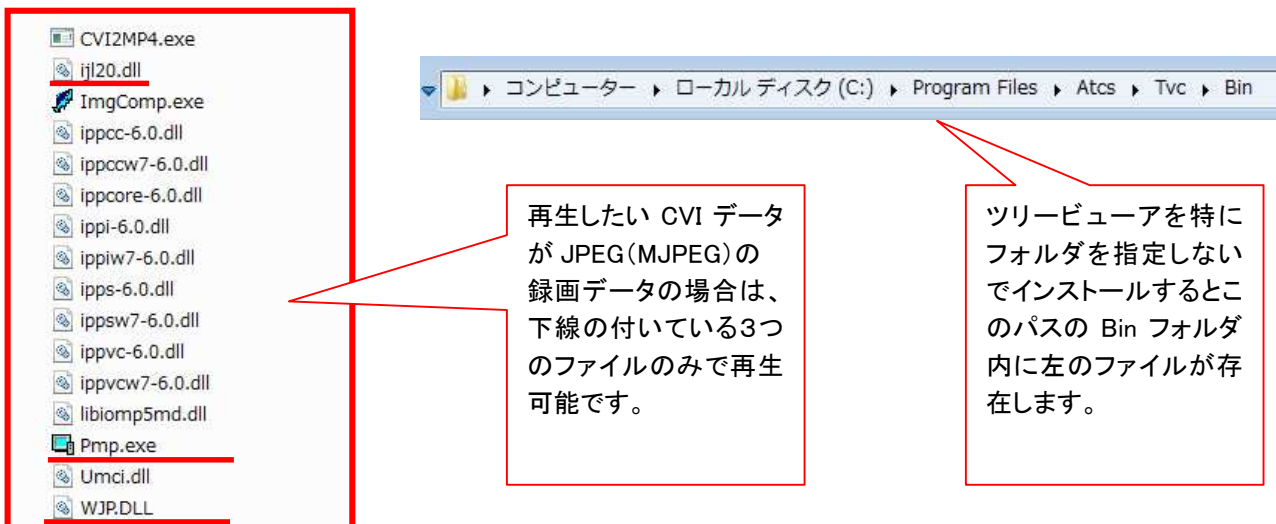 CVI2MP4.exe
ijl20.dll
ImgComp.exe
ippcc-6.0.dll
ippccw7-6.0.dll
ippcore-6.0.dll
ippi-6.0.dll
ippiw7-6.0.dll
ipps-6.0.dll
ippsw7-6.0.dll
ippvc-6.0.dll
ippvcw7-6.0.dll
libiomp5md.dll
Pmp.exe
Umci.dll
WJP.DLL
コンピューター ▸ ローカル ディスク (C:) ▸ Program Files ▸ Atcs ▸ Tvc ▸ Bin
再生したい CVI データ
が JPEG(MJPEG)の
録画データの場合は、
下線の付いている3つ
のファイルのみで再生
可能です。
ツリービューアを特に
フォルダを指定しない
でインストールするとこ
のパスの Bin フォルダ
内に左のファイルが存
在します。